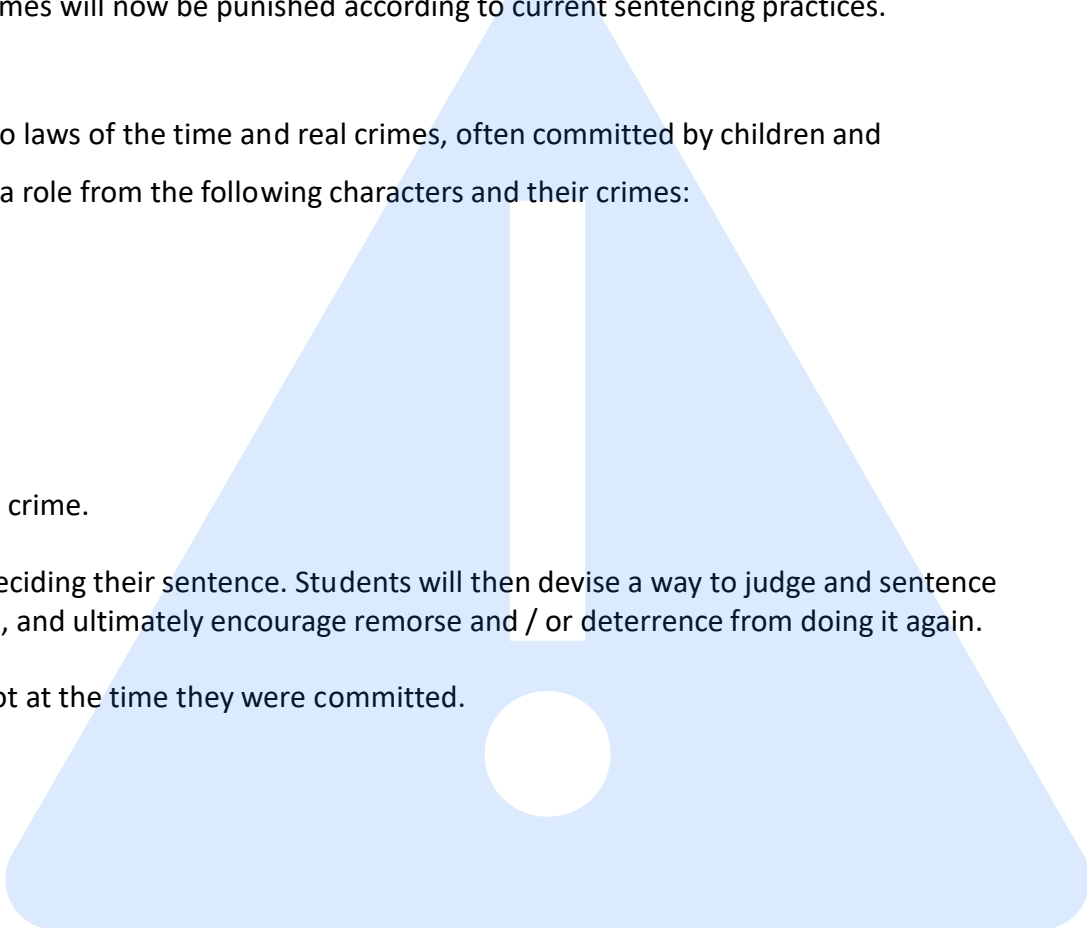 mes will now be punished according to current sentencing practices.
o laws of the time and real crimes, often committed by children and
a role from the following characters and their crimes:
crime.
eciding their sentence. Students will then devise a way to judge and sentence
, and ultimately encourage remorse and / or deterrence from doing it again.
ot at the time they were committed.